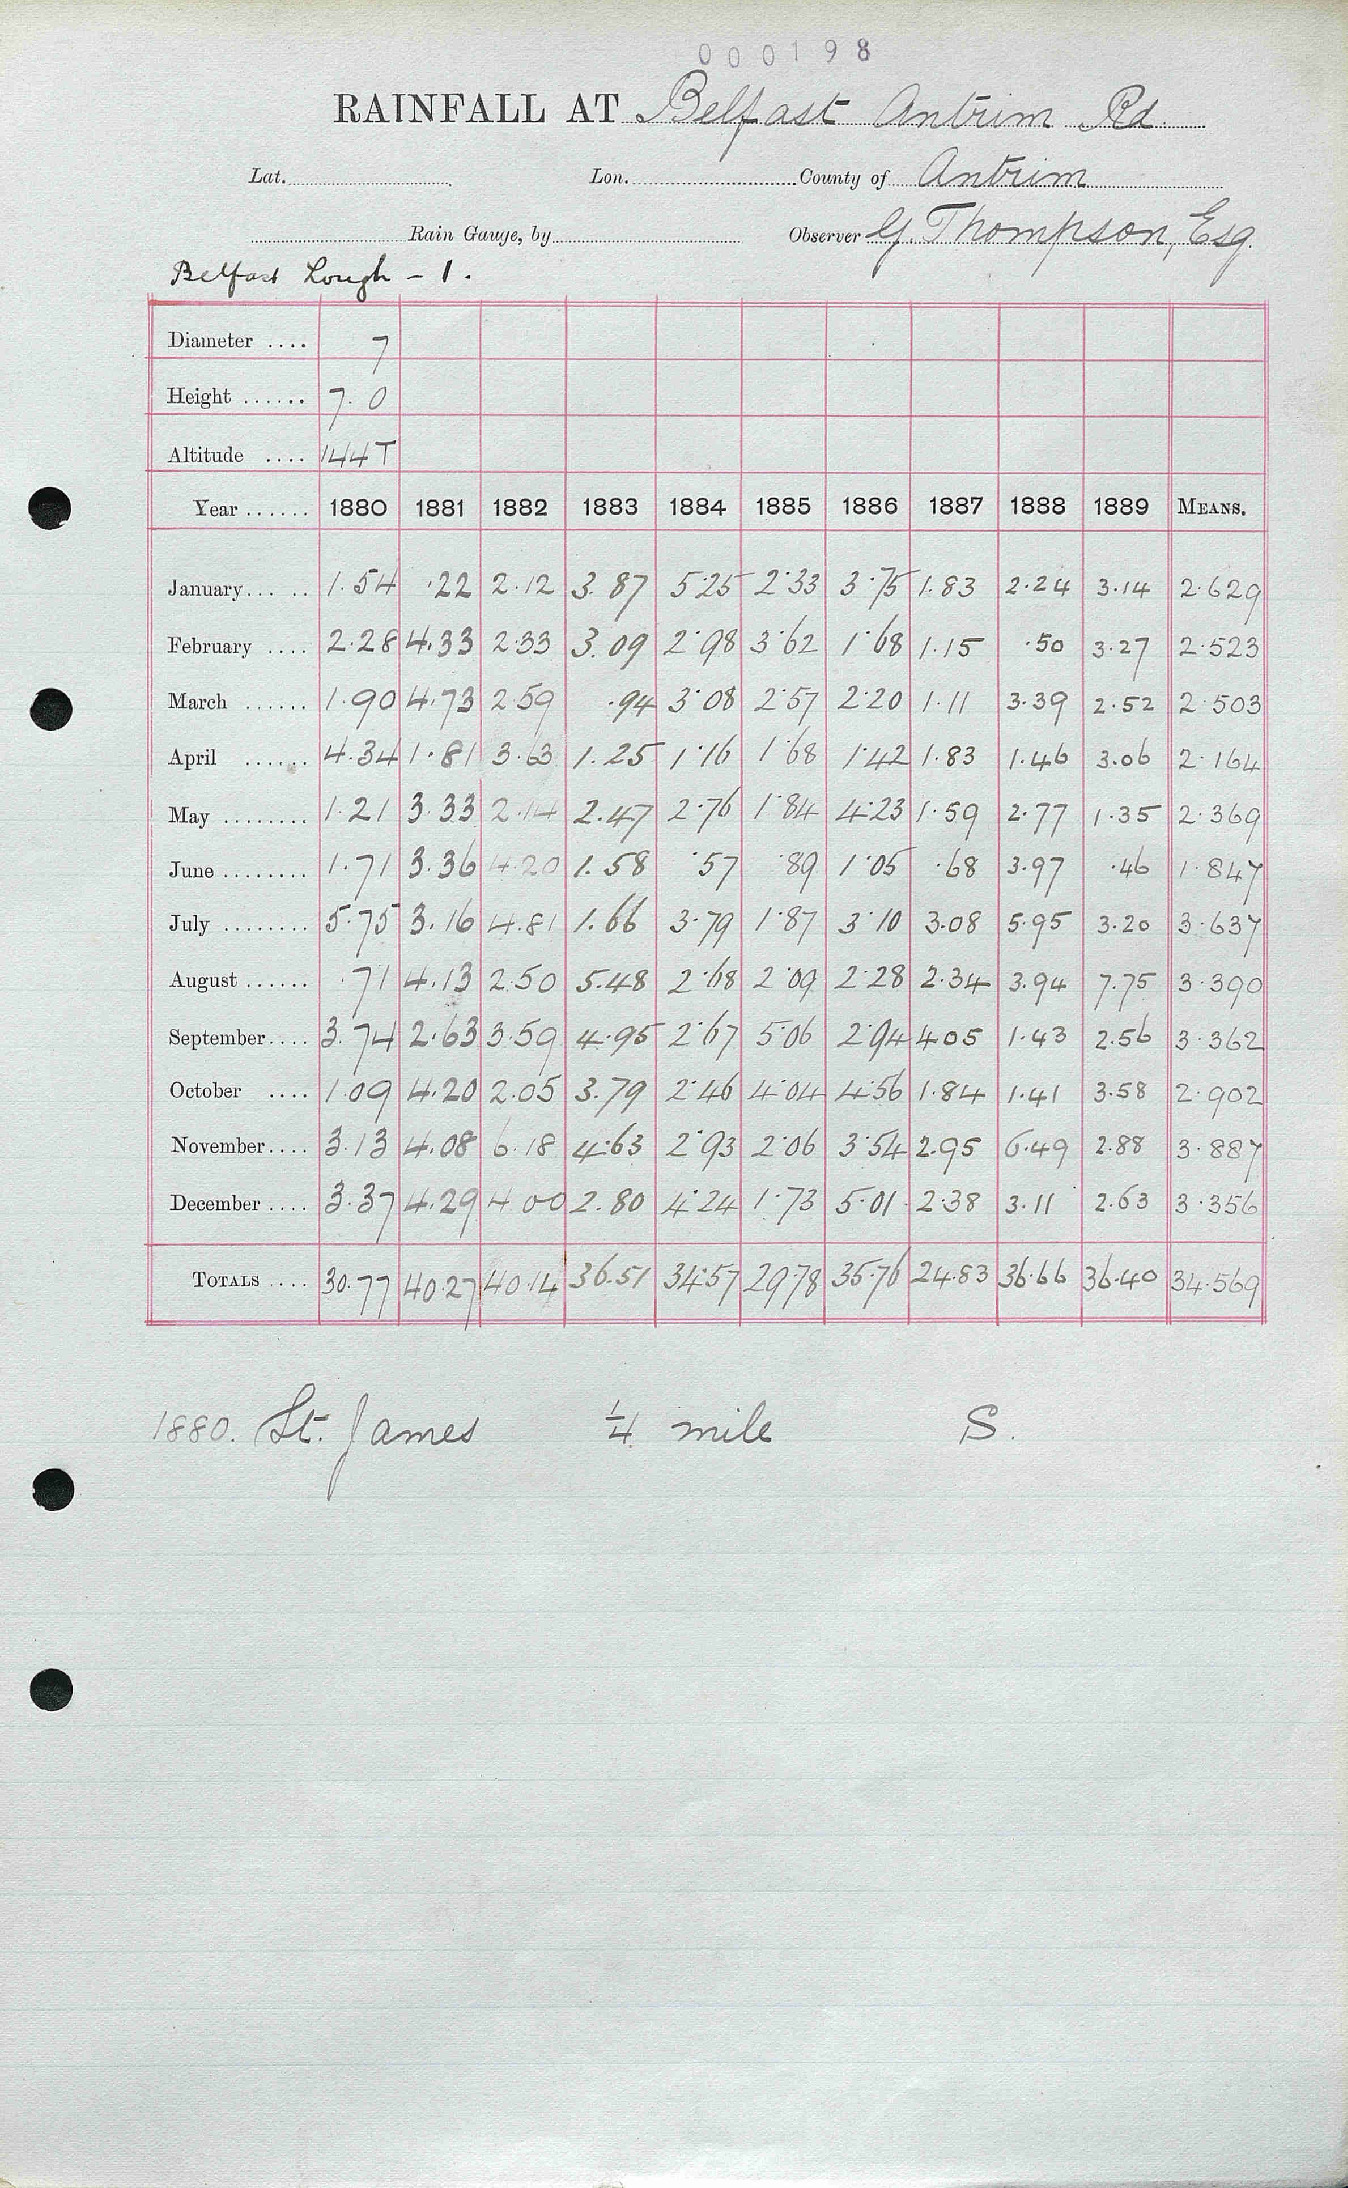 000198
RAINFALL AT Belfast Antrim Rd.
Lat. Lon. County of Antrim
Rain Gauge, by Observer G. Thompson, Esq.
Belfast Lough - 1.
Diameter .... 7
Height ...... 7.0
Altitude .... 144T
Year ...... 1880 1881 1882 1883 1884 1885 1886 1887 1888 1889 MEANS.
January... .. 1.54 .22 2.12 3.87 5.25 2.33 3.75 1.83 2.24 3.14 2.629
February .... 2.28 4.33 2.33 3.09 2.98 3.62 1.68 1.15 .50 3.27 2.523
March ...... 1.90 4.73 2.59 .94 3.08 2.57 2.20 1.11 3.39 2.52 2.503
April ...... 4.34 1.81 3.63 1.25 1.16 1.68 1.42 1.83 1.46 3.06 2.164
May ........ 1.21 3.33 2.14 2.47 2.76 1.84 4.23 1.59 2.77 1.35 2.369
June ........ 1.71 3.36 4.20 1.58 .57 .89 1.05 .68 3.97 .46 1.847
July ........ 5.75 3.16 4.81 1.66 3.79 1.87 3.10 3.08 5.95 3.20 3.637
August ...... .71 4.13 2.50 5.48 2.68 2.09 2.28 2.34 3.94 7.75 3.390
September.... 3.74 2.63 3.59 4.95 2.67 5.06 2.94 4.05 1.43 2.56 3.362
October .... 1.09 4.20 2.05 3.79 2.46 4.04 4.56 1.84 1.41 3.58 2.902
November.... 3.13 4.08 6.18 4.63 2.93 2.06 3.54 2.95 6.49 2.88 3.887
December .... 3.37 4.29 4.00 2.80 4.24 1.73 5.01 2.38 3.11 2.63 3.356
TOTALS .... 30.77 40.27 40.14 36.51 34.57 29.78 35.76 24.83 36.66 36.40 34.569
1880. St. James ¼ mile S.